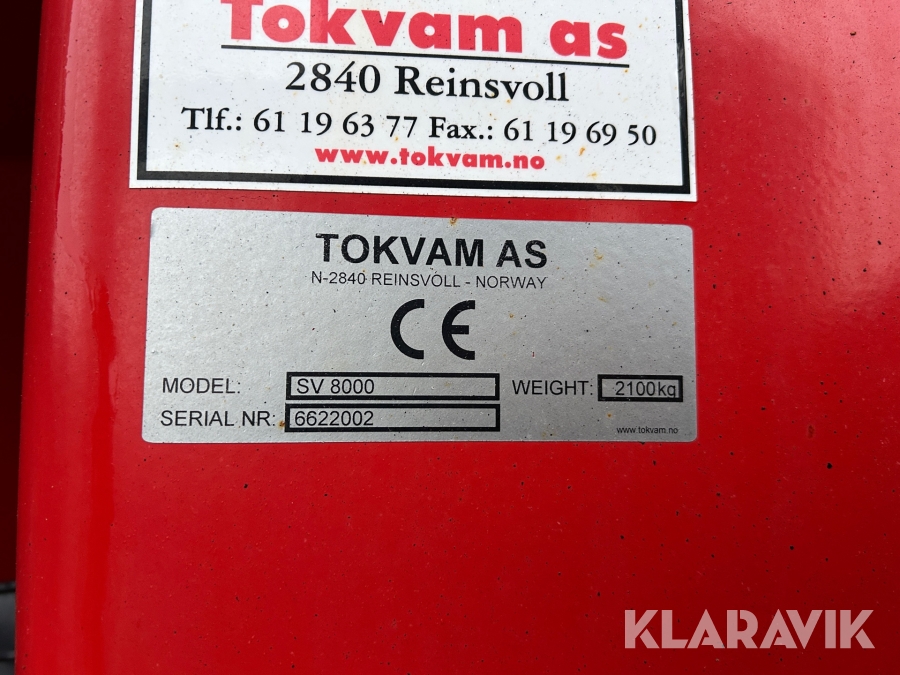 Tokvam as
2840 Reinsvoll
Tlf.: 61 19 63 77 Fax.: 61 19 69 50
www.tokvam.no
TOKVAM AS
N-2840 REINSVOLL - NORWAY
CE
MODEL: SV 8000 WEIGHT: 2100kg
SERIAL NR: 6622002
www.tokvam.no
KLARAVIK